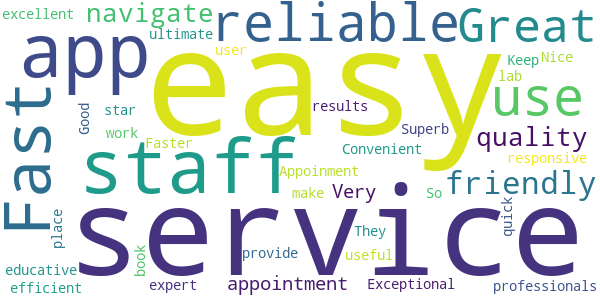 excellent
navigate
reliable
Great
ultimate
app
user
easy
Keep
Nice
lab
use
Fast
Good
star
results
Superb
quality
work
Faster
staff
Convenient
responsive
Appoinment
friendly
make
Very
So
service
quick
place
They
book
provide
useful
educative
efficient
expert
appointment
Exceptional
professionals